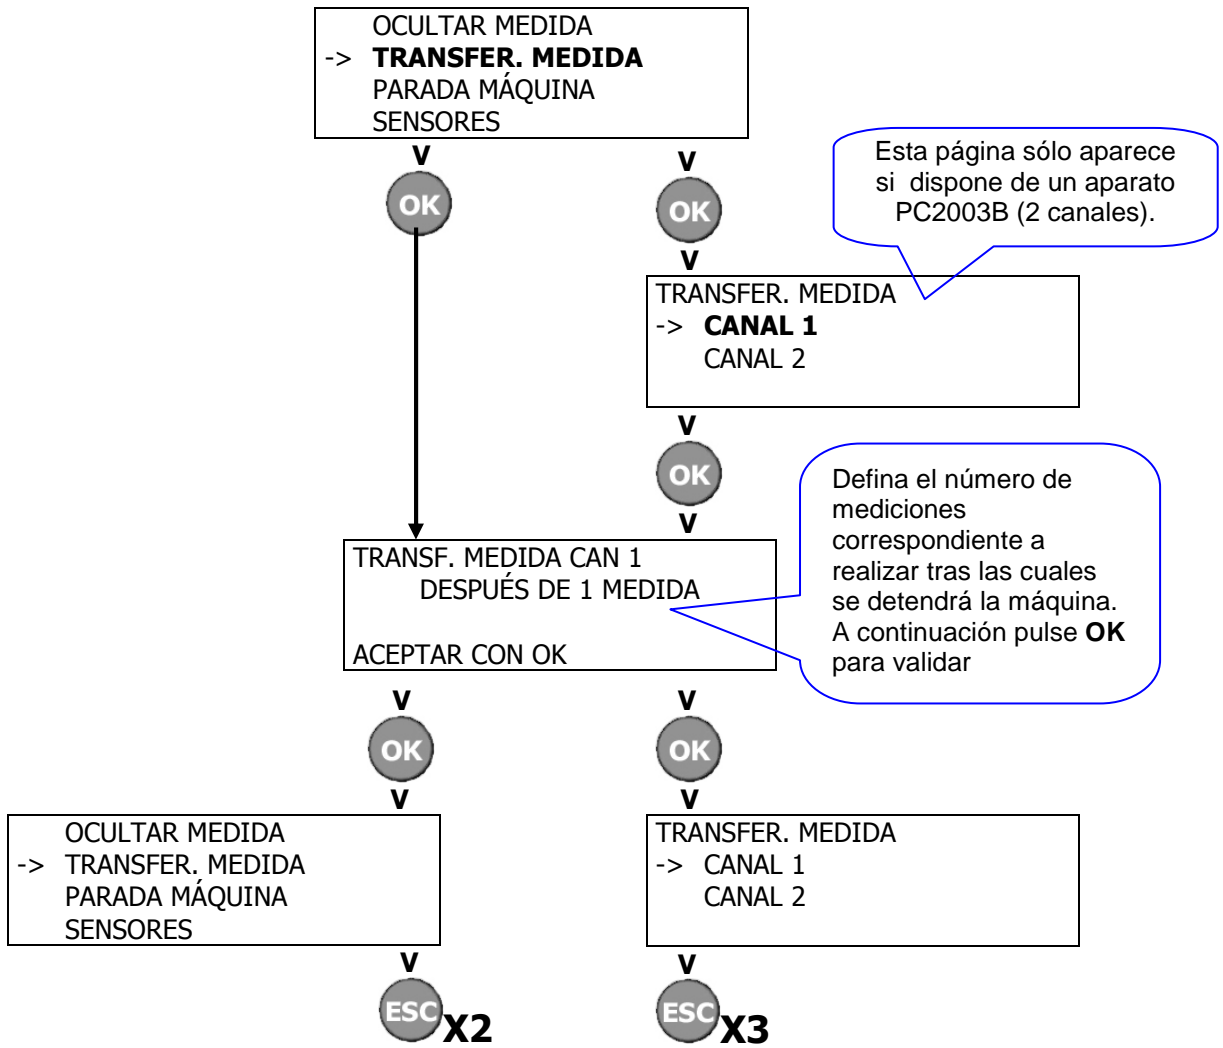 OCULTAR MEDIDA
-> TRANSFER. MEDIDA
PARADA MÁQUINA
SENSORES
V
V
OK
OK
Esta página sólo aparece
si dispone de un aparato
PC2003B (2 canales).
V
TRANSFER. MEDIDA
-> CANAL 1
CANAL 2
V
OK
V
Defina el número de
mediciones
correspondiente a
realizar tras las cuales
se detendrá la máquina.
A continuación pulse OK
para validar
TRANSF. MEDIDA CAN 1
DESPUÉS DE 1 MEDIDA
ACEPTAR CON OK
V
V
OK
OK
V
V
OCULTAR MEDIDA
-> TRANSFER. MEDIDA
PARADA MÁQUINA
SENSORES
TRANSFER. MEDIDA
-> CANAL 1
CANAL 2
V
V
ESC X2
ESC X3